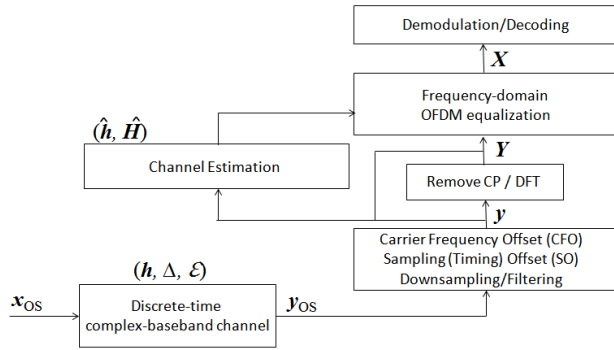 Demodulation/Decoding
X
Frequency-domain
OFDM equalization
(ĥ, Ĥ)
Y
Channel Estimation
Remove CP / DFT
y
Carrier Frequency Offset (CFO)
Sampling (Timing) Offset (SO)
Downsampling/Filtering
(h, Δ, ℰ)
x_OS
Discrete-time
complex-baseband channel
y_OS